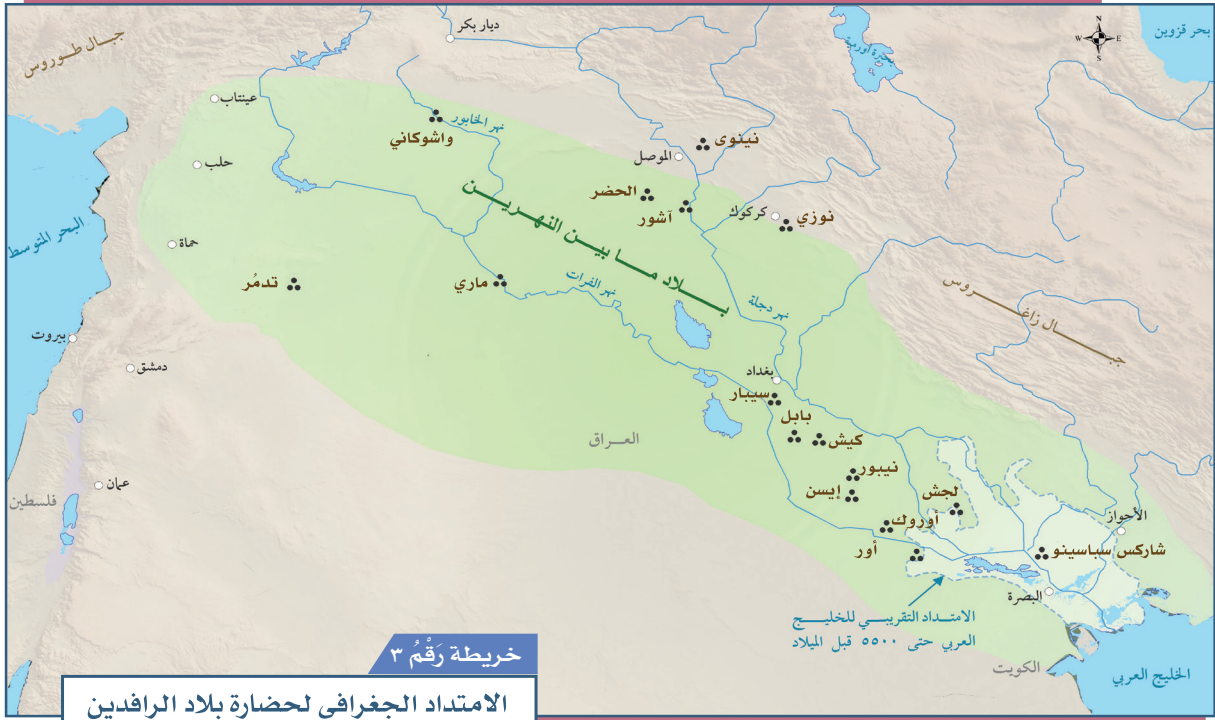 ديار بكر
N
W E
S
بحر قزوين
جبال طوروس
بحيرة أورمية
عينتاب
نهر الخابور
واشوكاني
نينوى
الموصل
حلب
الحضر
آشور
كركوك
نوزي
بلاد ما بين النهرين
البحر المتوسط
حماة
تدمُر
ماري
نهر الفرات
نهر دجلة
جبال زاغروس
بيروت
دمشق
بغداد
سيبار
بابل
كيش
العراق
نيبور
إيسن
لجش
عمان
فلسطين
أوروك
الأحواز
أور
شاركس سباسينو
البصرة
الامتداد التقريبي للخليج
العربي حتى ٥٥٠٠ قبل الميلاد
الكويت
الخليج العربي
خريطة رَقْمُ ٣
الامتداد الجغرافي لحضارة بلاد الرافدين